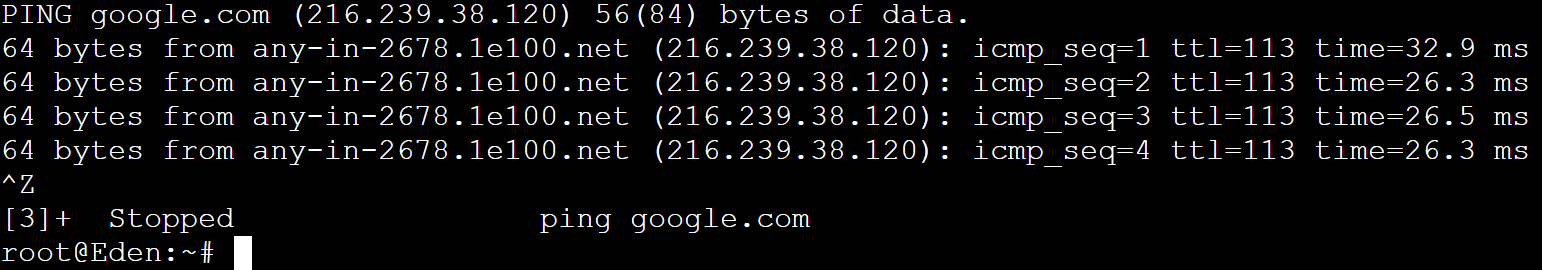 PING google.com (216.239.38.120) 56(84) bytes of data.
64 bytes from any-in-2678.1e100.net (216.239.38.120): icmp_seq=1 ttl=113 time=32.9 ms
64 bytes from any-in-2678.1e100.net (216.239.38.120): icmp_seq=2 ttl=113 time=26.3 ms
64 bytes from any-in-2678.1e100.net (216.239.38.120): icmp_seq=3 ttl=113 time=26.5 ms
64 bytes from any-in-2678.1e100.net (216.239.38.120): icmp_seq=4 ttl=113 time=26.3 ms
^Z
[3]+  Stopped                 ping google.com
root@Eden:~#